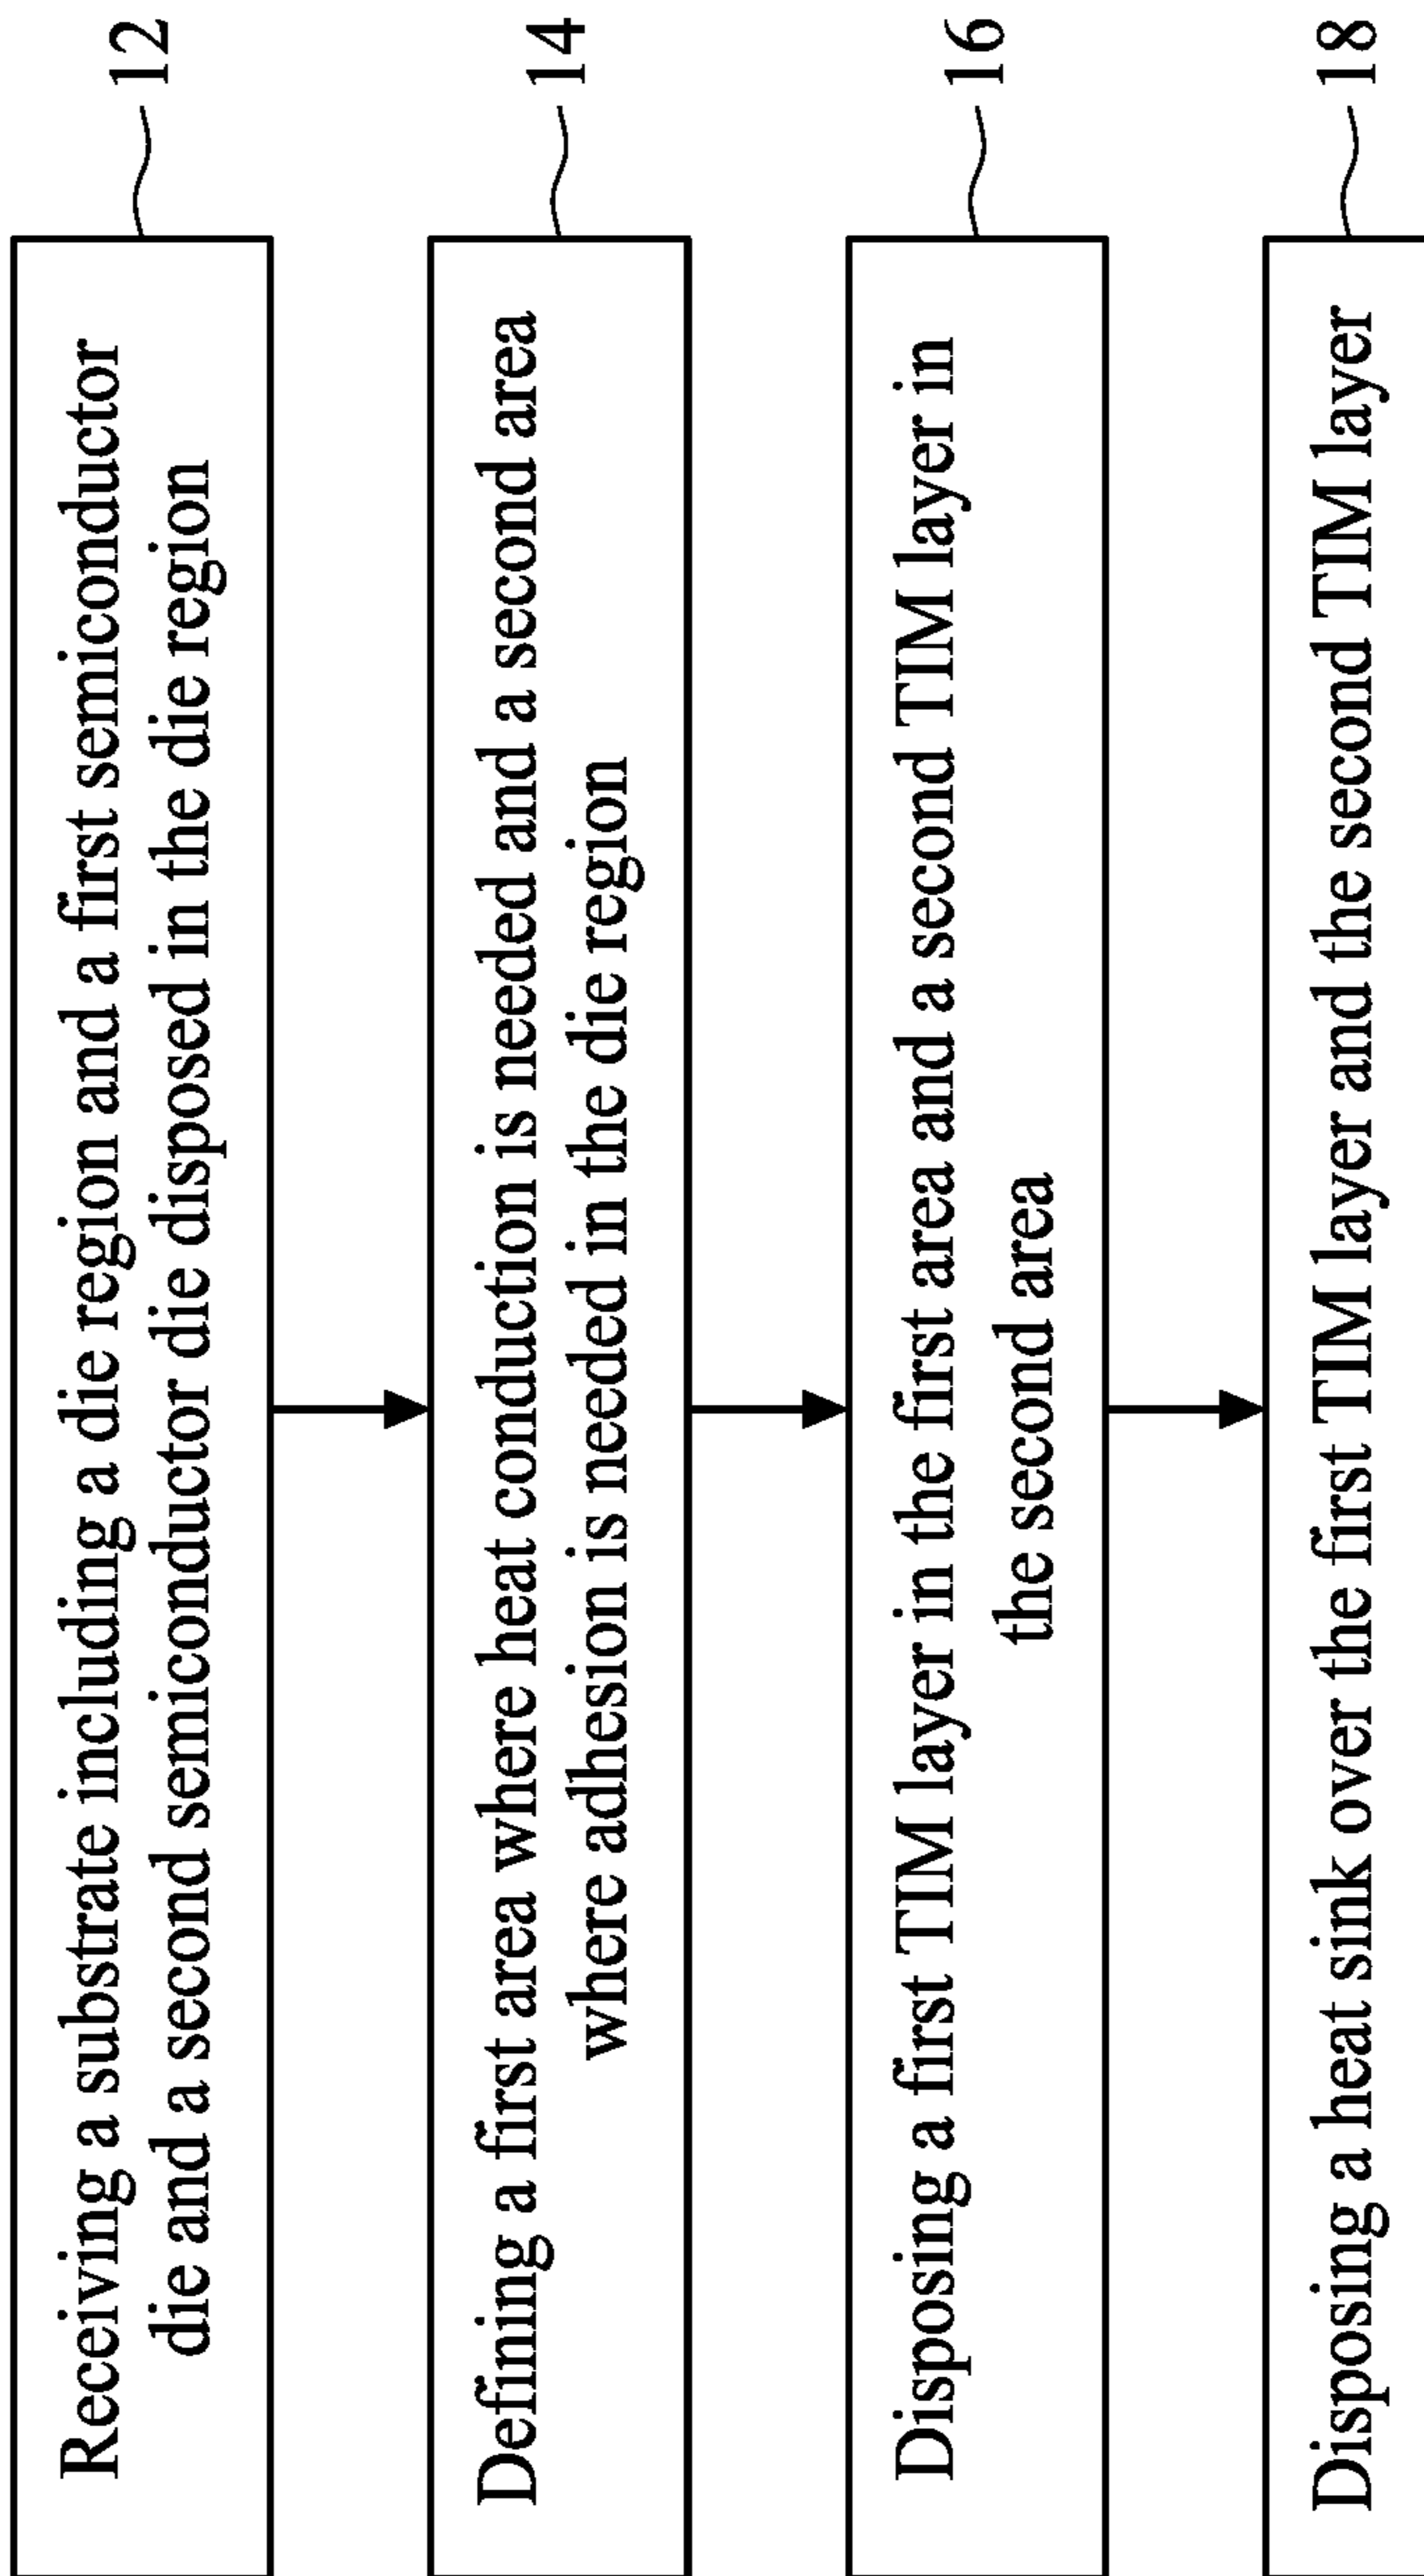 Receiving a substrate including a die region and a first semiconductor
die and a second semiconductor die disposed in the die region
12
Defining a first area where heat conduction is needed and a second area
where adhesion is needed in the die region
14
Disposing a first TIM layer in the first area and a second TIM layer in
the second area
16
Disposing a heat sink over the first TIM layer and the second TIM layer
18